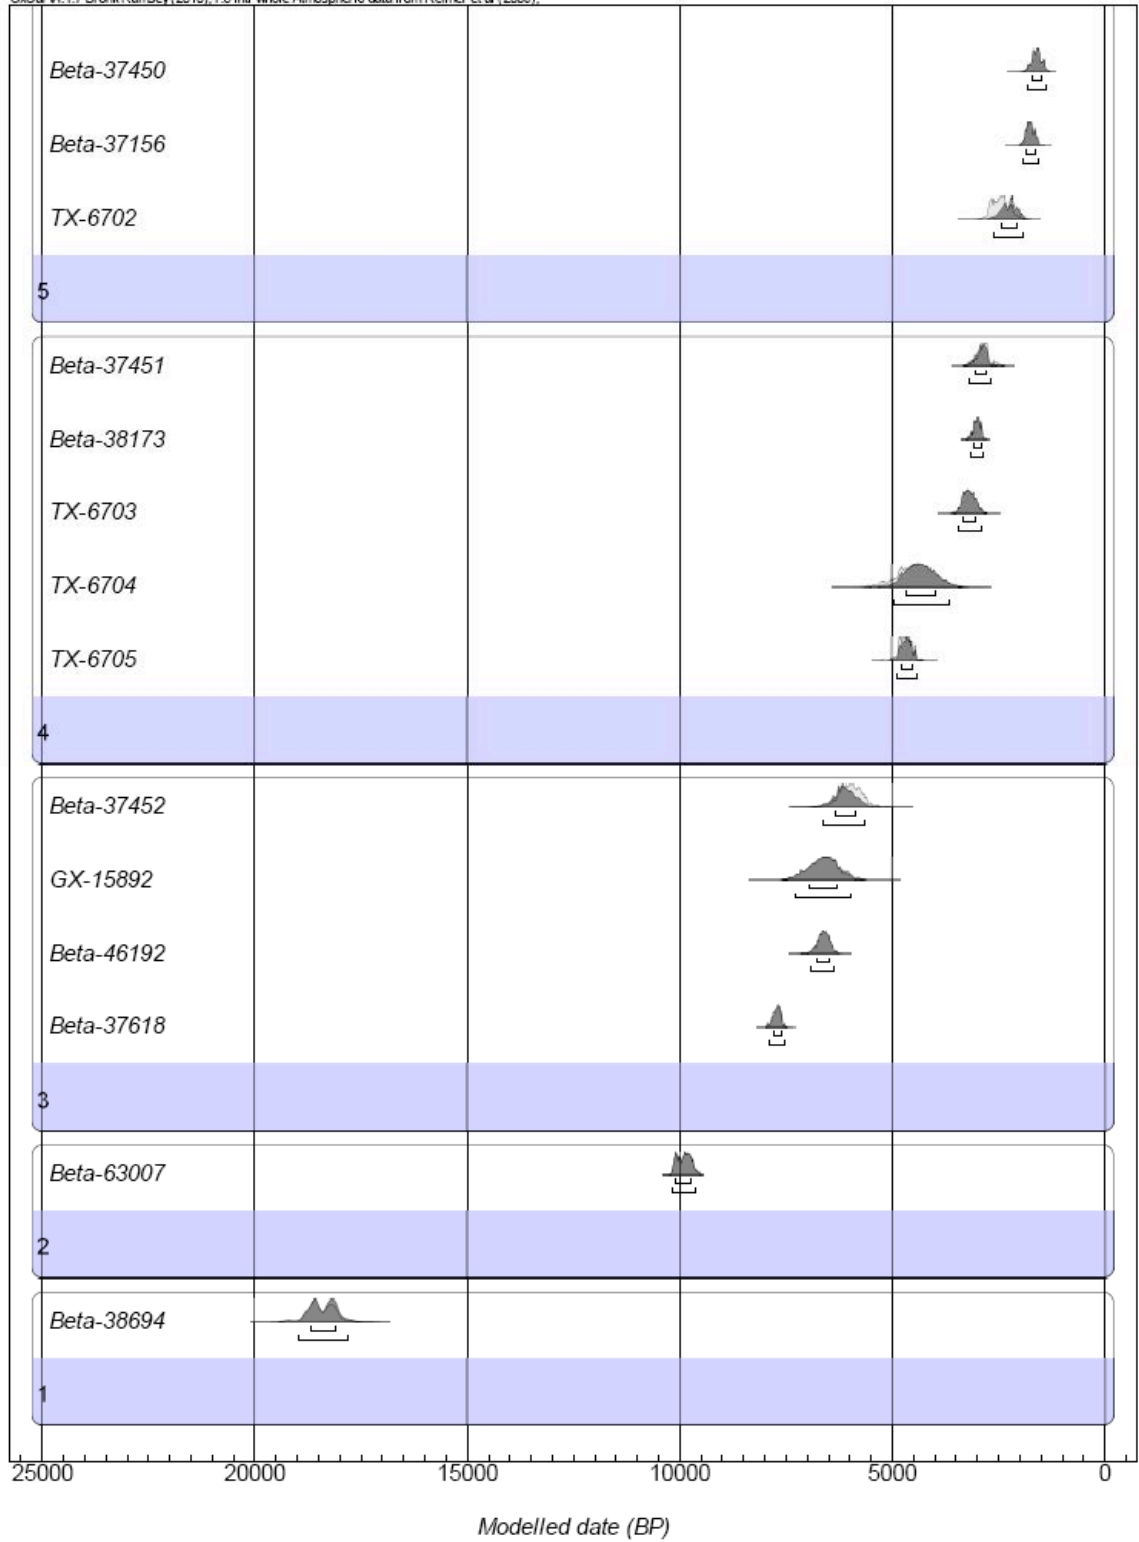 Beta-37450
Beta-37156
TX-6702
5
Beta-37451
Beta-38173
TX-6703
TX-6704
TX-6705
4
Beta-37452
GX-15892
Beta-46192
Beta-37618
3
Beta-63007
2
Beta-38694
1
25000 20000 15000 10000 5000 0
Modelled date (BP)